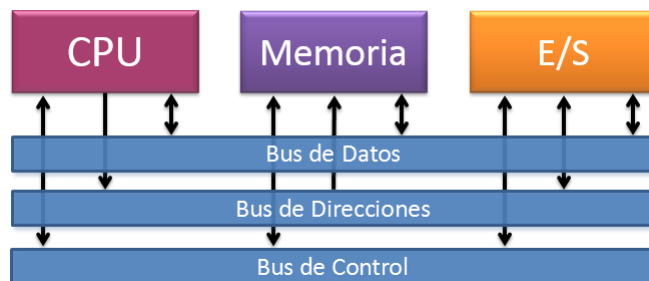 CPU
Memoria
E/S
Bus de Datos
Bus de Direcciones
Bus de Control